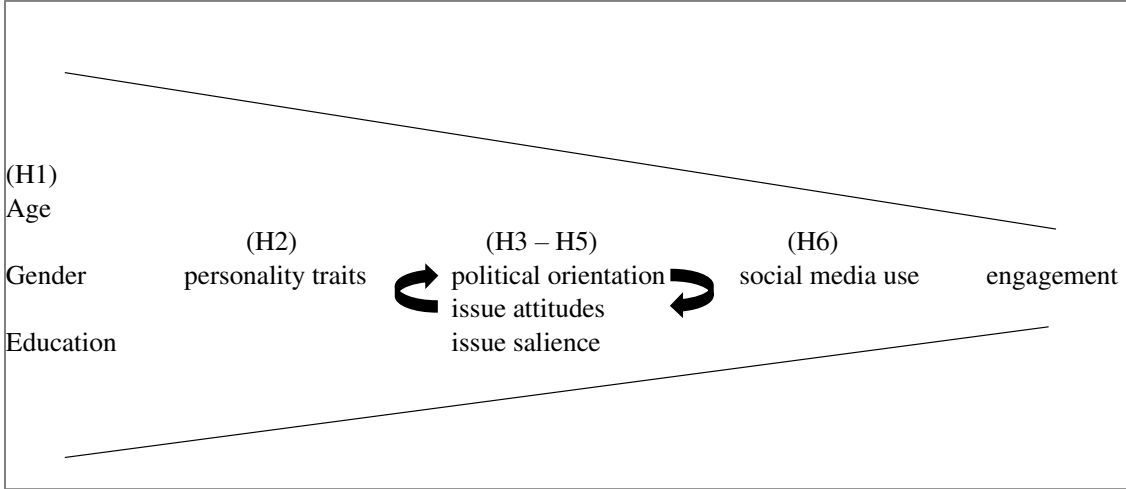 (H1)
Age
(H2) (H3 – H5) (H6)
Gender personality traits political orientation social media use engagement
issue attitudes
Education issue salience